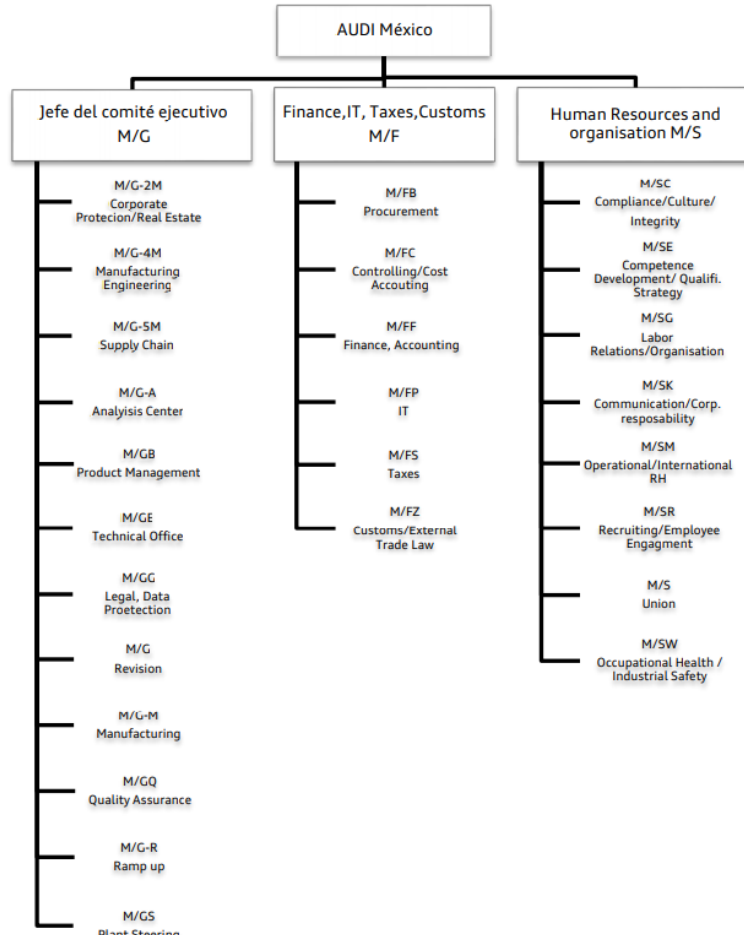 AUDI México
Jefe del comité ejecutivo
M/G
M/G-2M
Corporate
Protecion/Real Estate
M/G-4M
Manufacturing
Engineering
M/G-5M
Supply Chain
M/G-A
Analyisis Center
M/GB
Product Management
M/GE
Technical Office
M/GG
Legal, Data
Proetection
M/G
Revision
M/G-M
Manufacturing
M/GQ
Quality Assurance
M/G-R
Ramp up
M/GS
Plant Steering
Finance,IT, Taxes,Customs
M/F
M/FB
Procurement
M/FC
Controlling/Cost
Accouting
M/FF
Finance, Accounting
M/FP
IT
M/FS
Taxes
M/FZ
Customs/External
Trade Law
Human Resources and
organisation M/S
M/SC
Compliance/Culture/
Integrity
M/SE
Competence
Development/ Qualifi.
Strategy
M/SG
Labor
Relations/Organisation
M/SK
Communication/Corp.
resposability
M/SM
Operational/International
RH
M/SR
Recruiting/Employee
Engagment
M/S
Union
M/SW
Occupational Health /
Industrial Safety